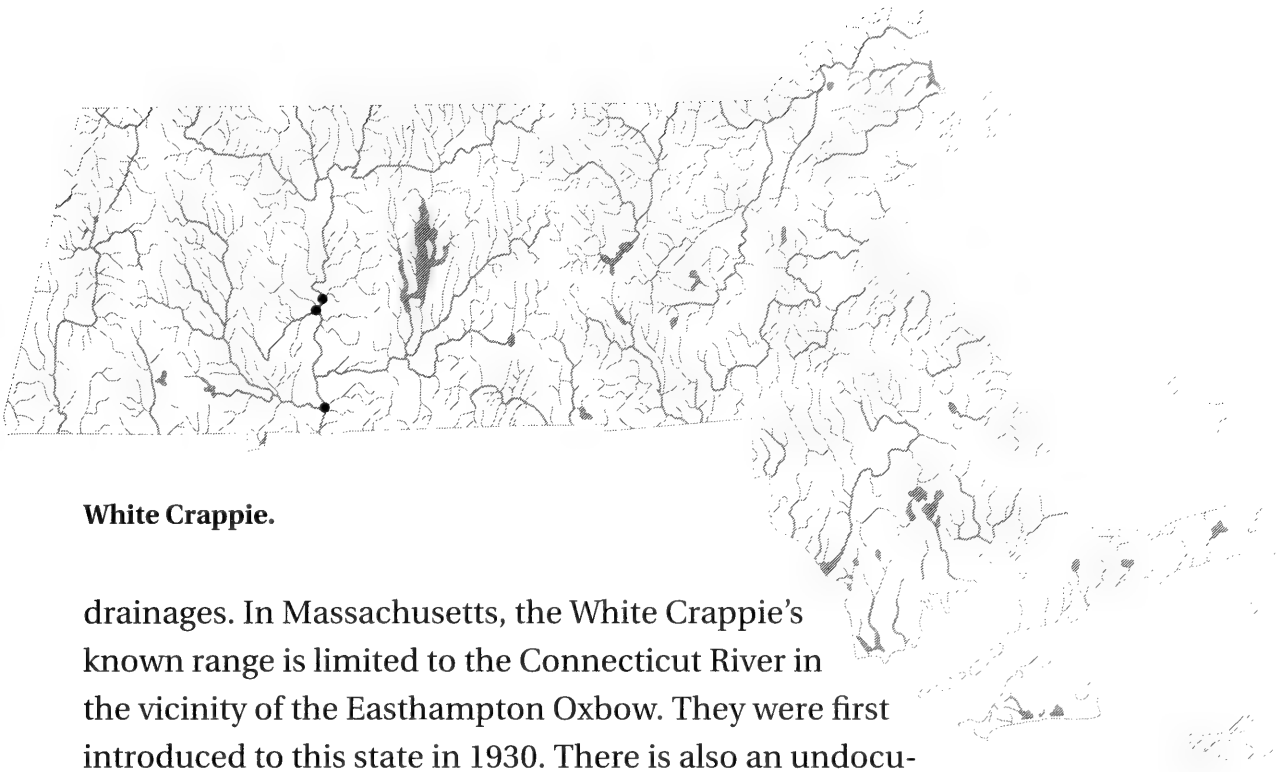 White Crappie.
drainages. In Massachusetts, the White Crappie’s
known range is limited to the Connecticut River in
the vicinity of the Easthampton Oxbow. They were first
introduced to this state in 1930. There is also an undocu-